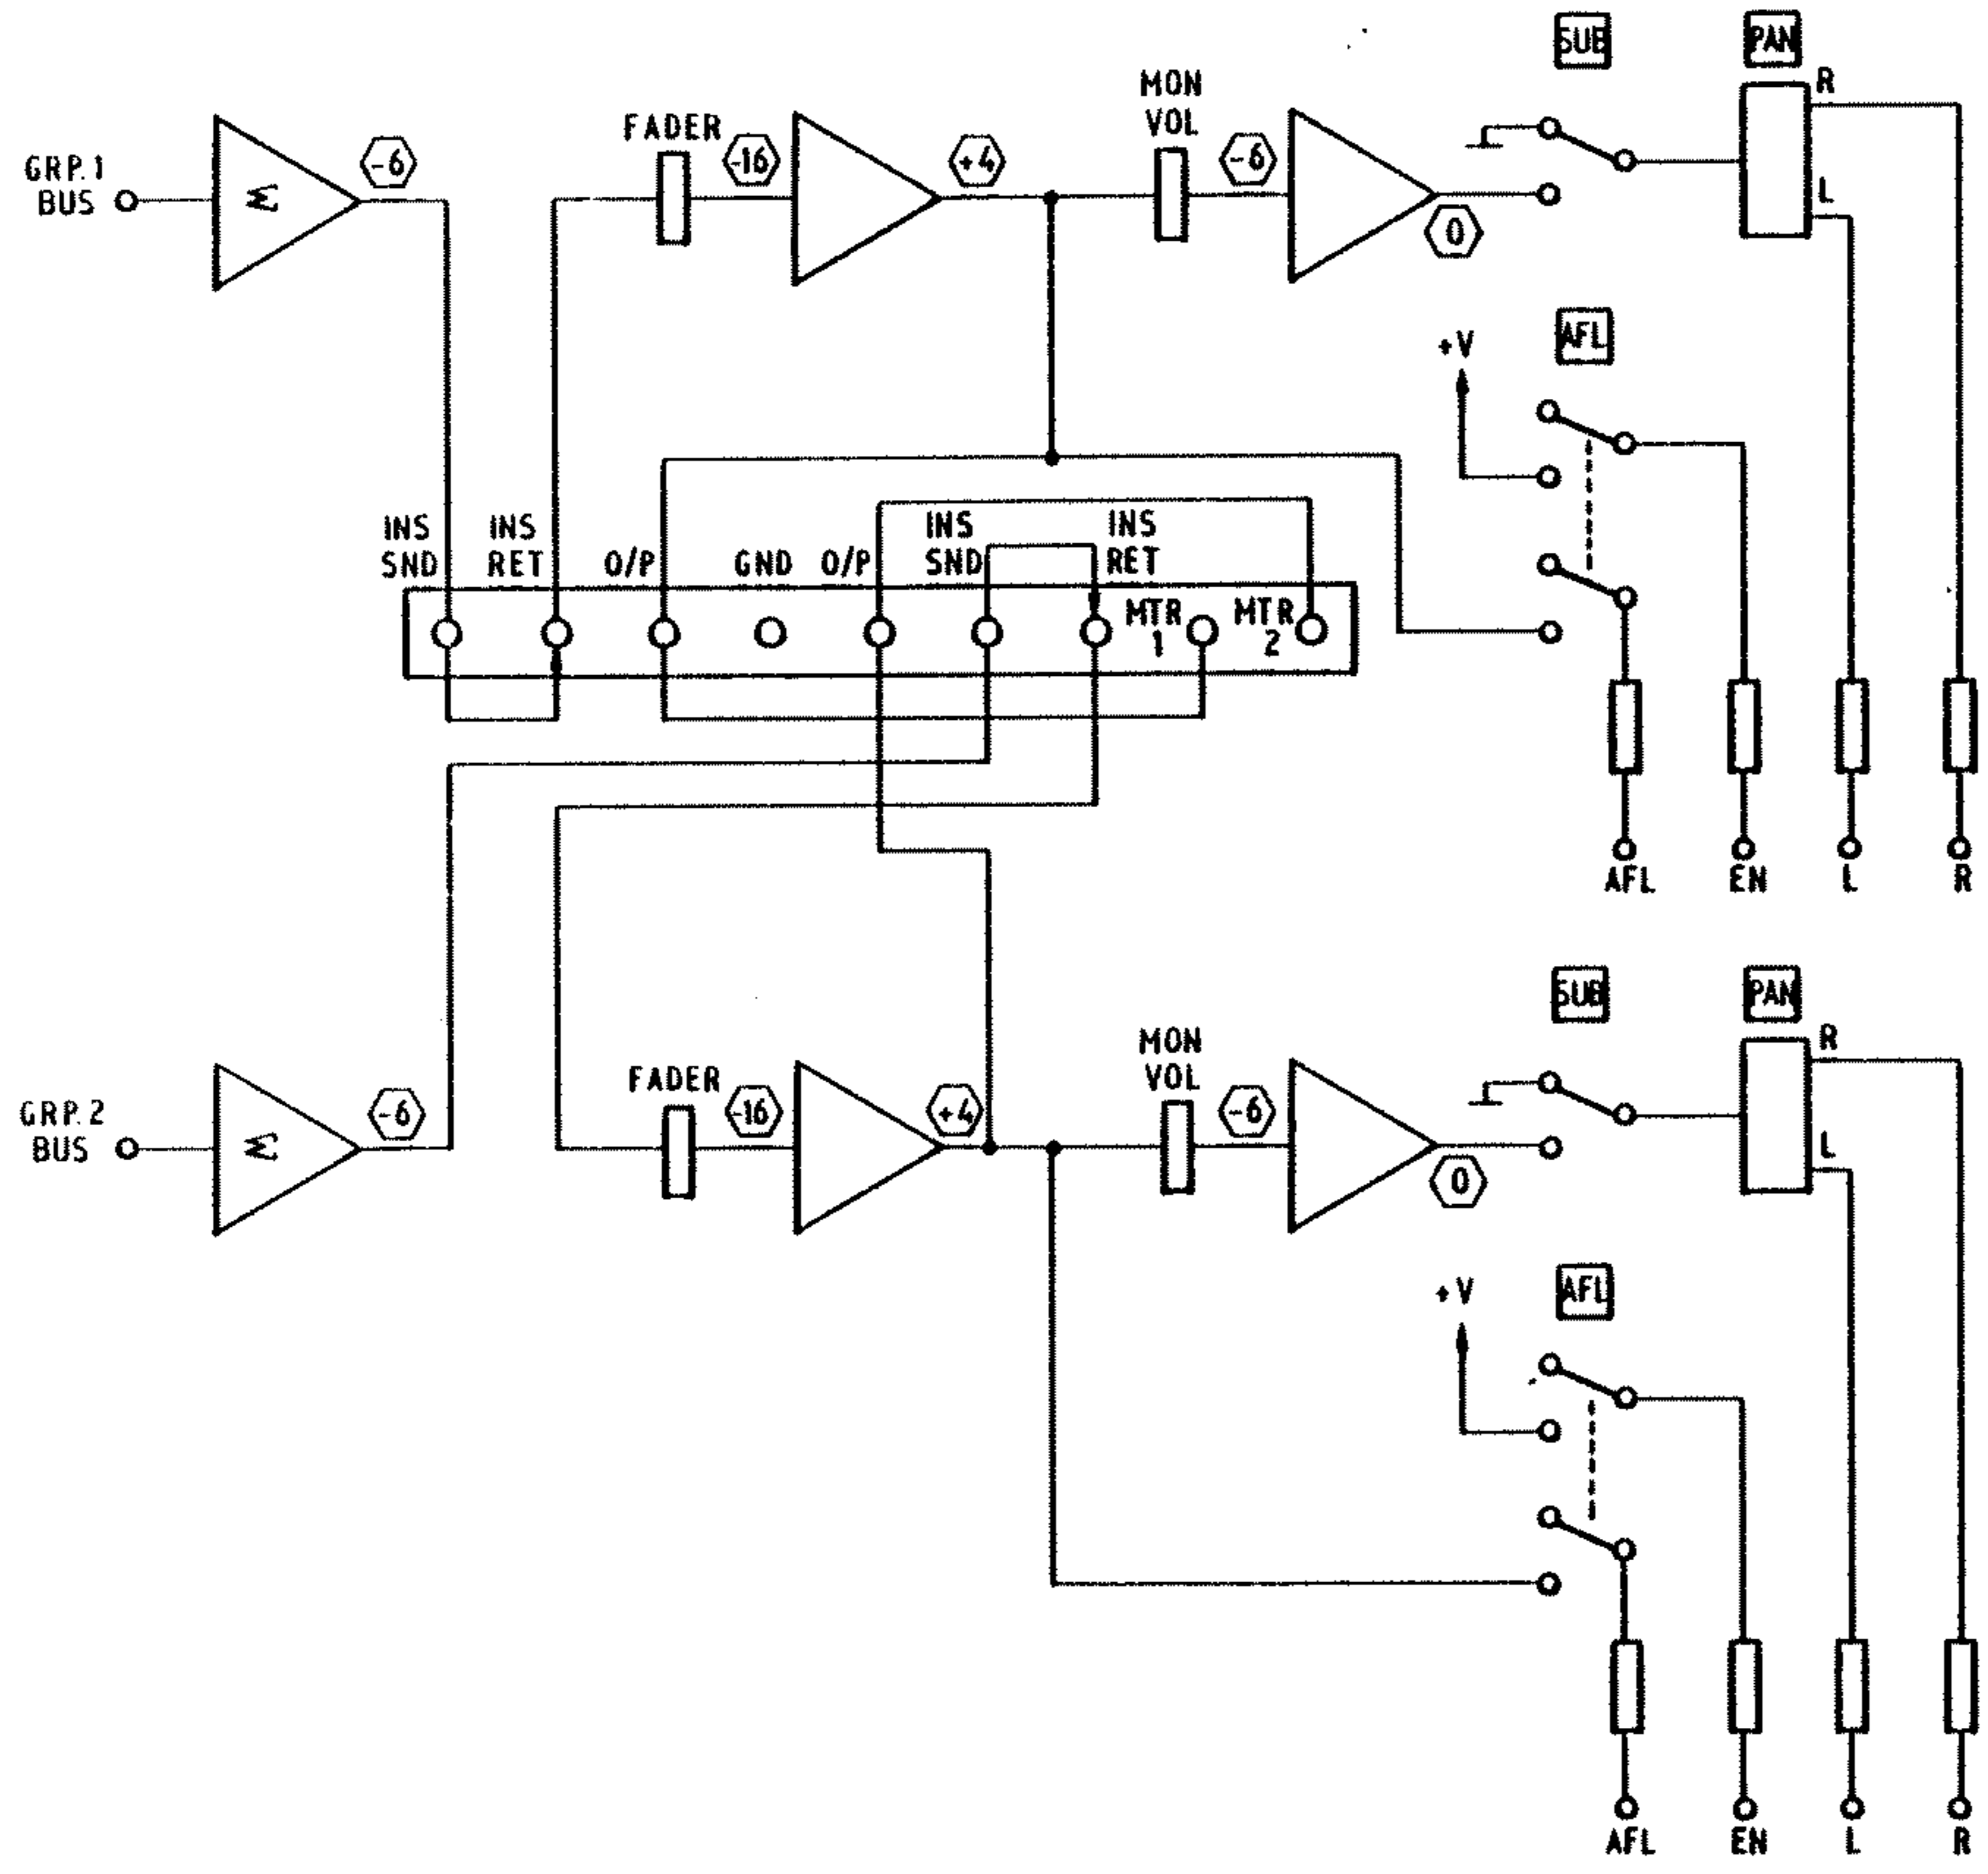 SUB
PAN
MON
VOL
R
FADER
-16
+4
-6
-6
GRP.1
BUS
Σ
L
0
+V
AFL
INS
SND
INS
RET
O/P
GND
O/P
INS
SND
INS
RET
MTR
1
MTR
2
AFL
EN
L
R
SUB
PAN
MON
VOL
R
FADER
-16
+4
-6
-6
GRP.2
BUS
Σ
L
0
+V
AFL
AFL
EN
L
R